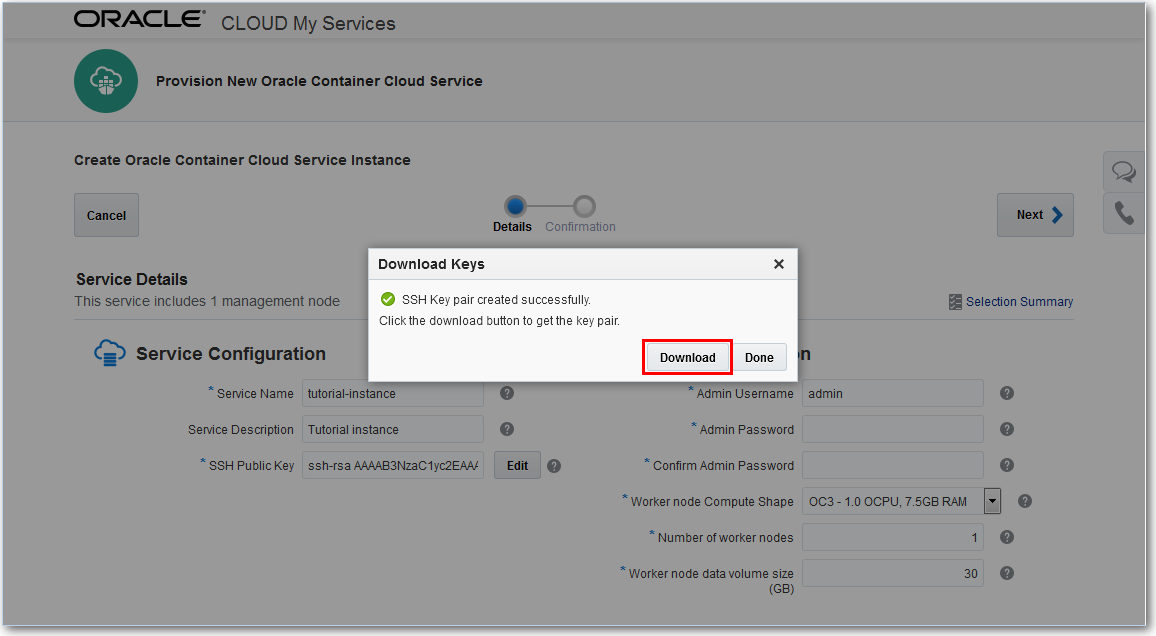 ORACLE® CLOUD My Services
Provision New Oracle Container Cloud Service
Create Oracle Container Cloud Service Instance
Cancel
Details
Confirmation
Next
Download Keys
SSH Key pair created successfully.
Click the download button to get the key pair.
Download
Done
Service Details
This service includes 1 management node
Selection Summary
Service Configuration
on
* Service Name tutorial-instance ?
Service Description Tutorial instance ?
* SSH Public Key ssh-rsa AAAAB3NzaC1yc2EAAA Edit ?
* Admin Username admin ?
* Admin Password ?
* Confirm Admin Password ?
* Worker node Compute Shape OC3 - 1.0 OCPU, 7.5GB RAM ?
* Number of worker nodes 1 ?
* Worker node data volume size 30 ?
(GB)